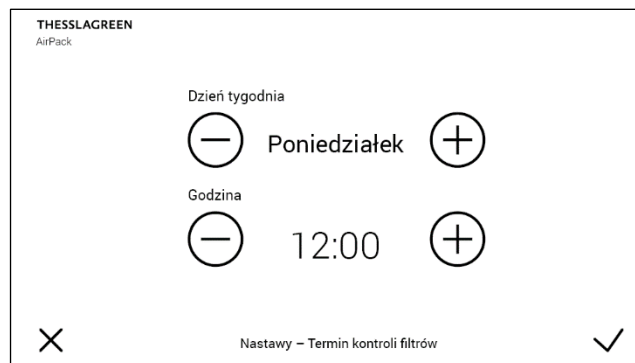 THESSLAGREEN
AirPack
Dzień tygodnia
Poniedziałek
Godzina
12:00
Nastawy – Termin kontroli filtrów